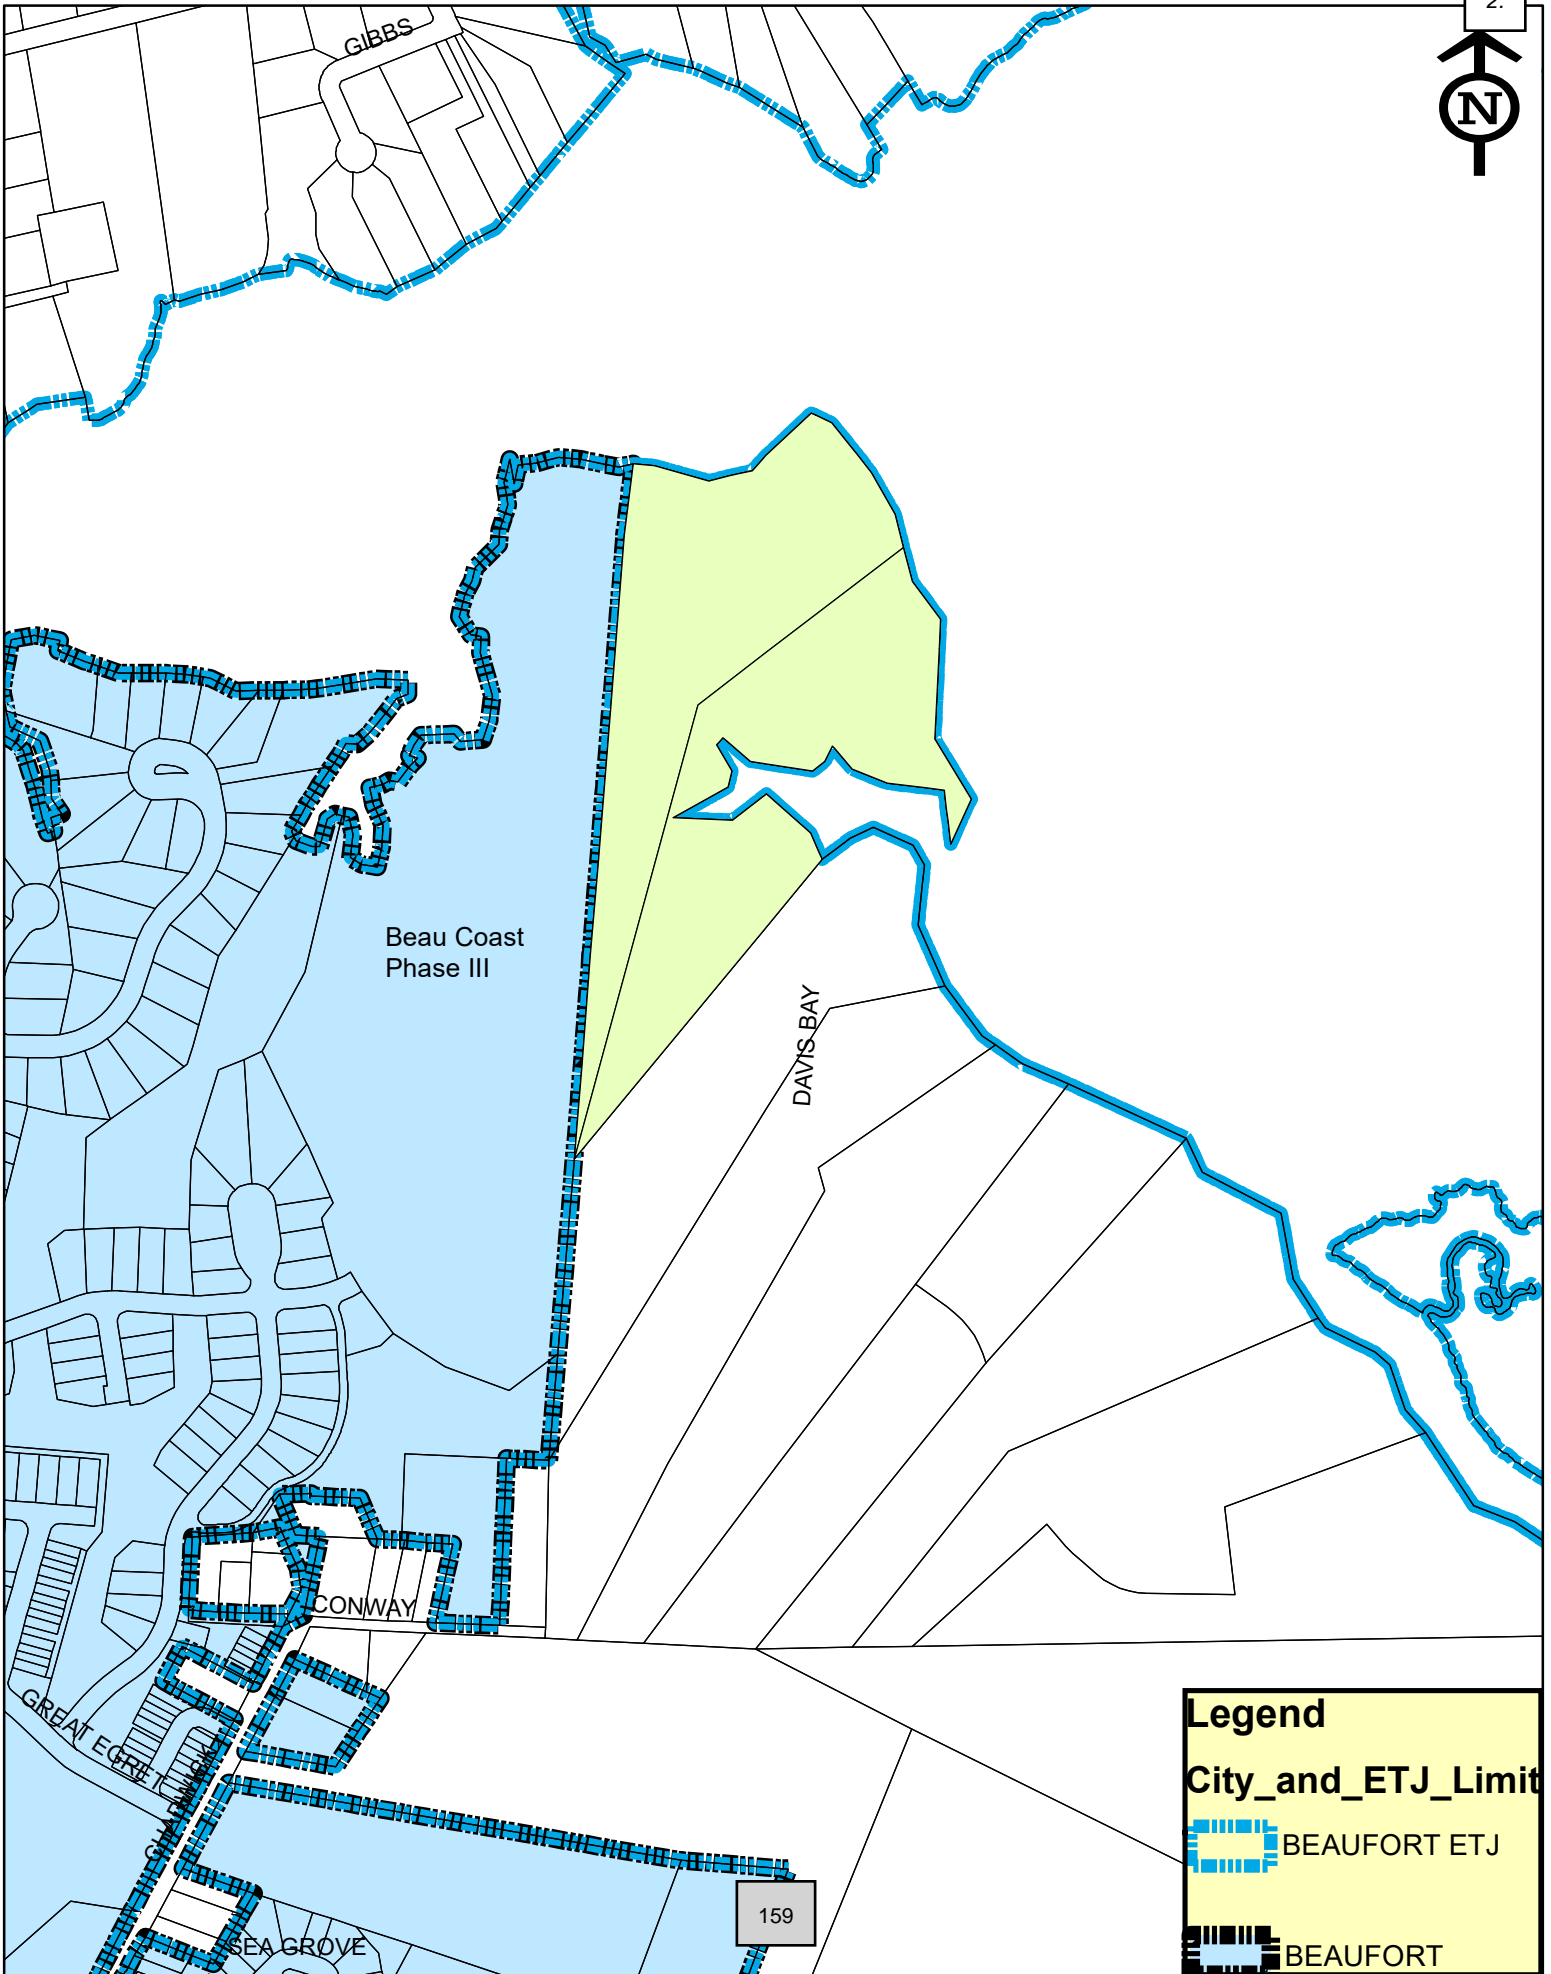 2.
GIBBS
N
Beau Coast
Phase III
DAVIS BAY
CONWAY
GREAT EGRET
CHADWICK
Legend
City_and_ETJ_Limit
BEAUFORT ETJ
159
SEA GROVE
BEAUFORT